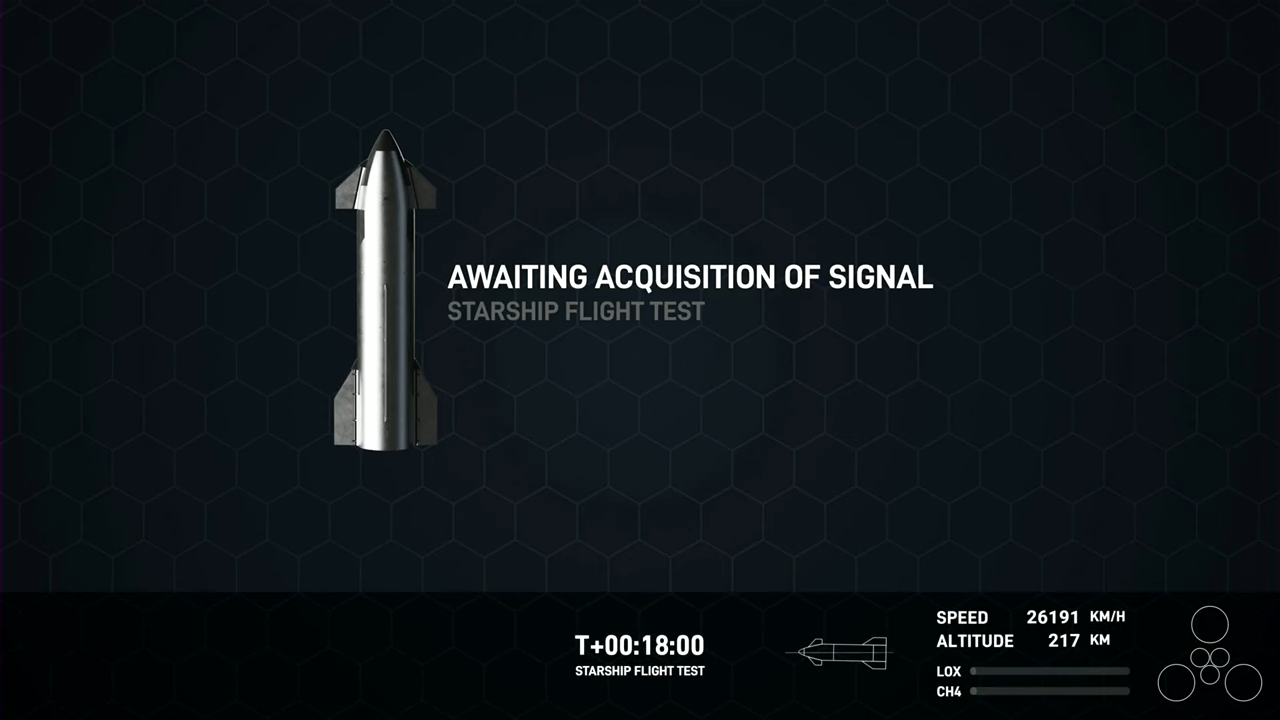 AWAITING ACQUISITION OF SIGNAL
STARSHIP FLIGHT TEST
T+00:18:00
STARSHIP FLIGHT TEST
SPEED 26191 KM/H
ALTITUDE 217 KM
LOX
CH4